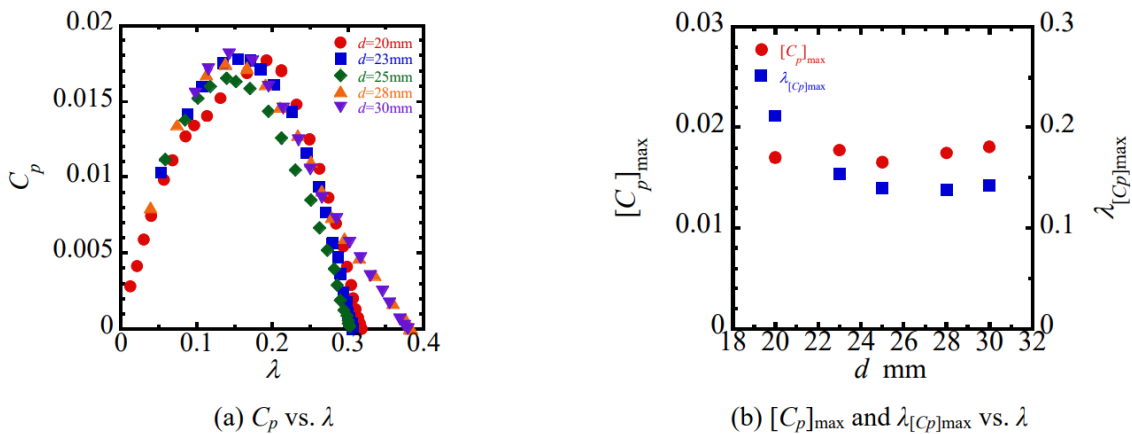 0.02
0.015
0.01
0.005
0
C_p
d=20mm
d=23mm
d=25mm
d=28mm
d=30mm
0 0.1 0.2 0.3 0.4
λ
(a) C_p vs. λ
0.03
0.02
0.01
0
[C_p]_max
[C_p]_max
λ_[Cp]max
0.3
0.2
0.1
0
λ_[Cp]max
18 20 22 24 26 28 30 32
d mm
(b) [C_p]_max and λ_[Cp]max vs. λ